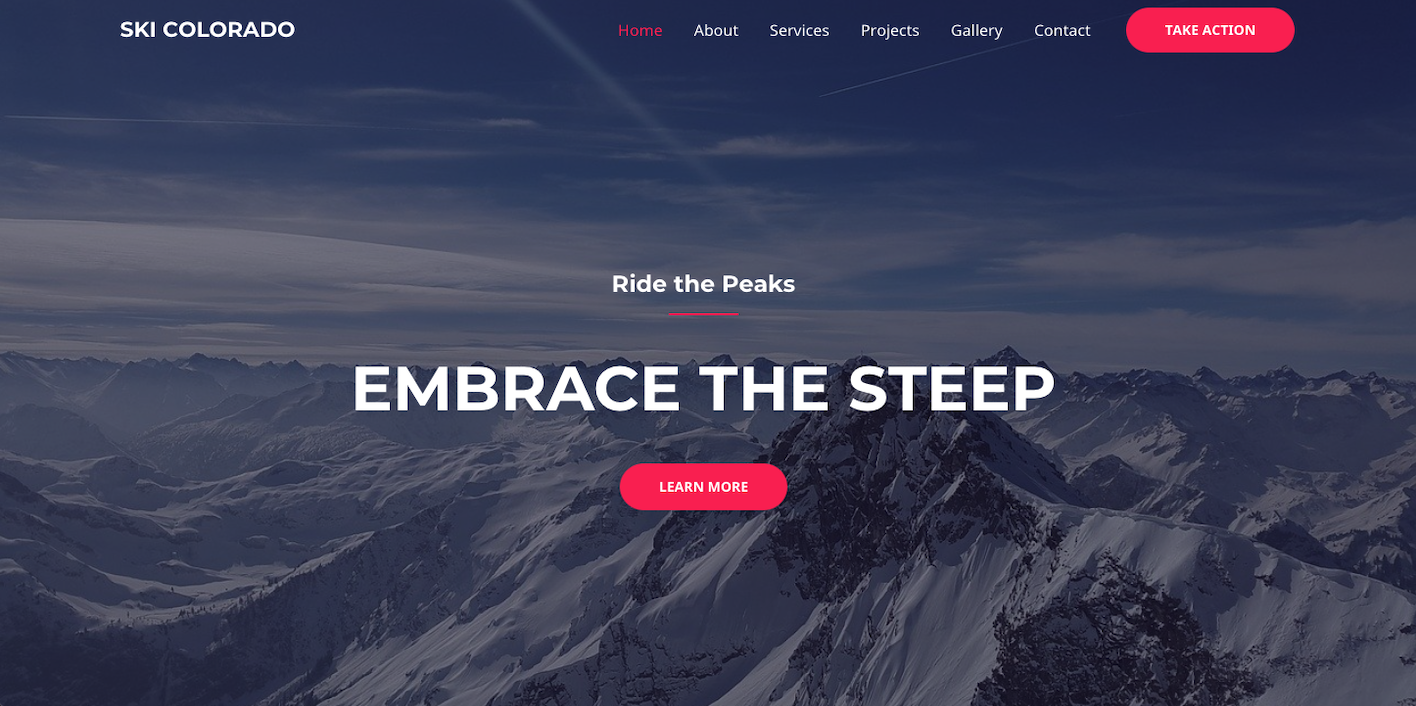 SKI COLORADO
Home About Services Projects Gallery Contact TAKE ACTION
Ride the Peaks
EMBRACE THE STEEP
LEARN MORE